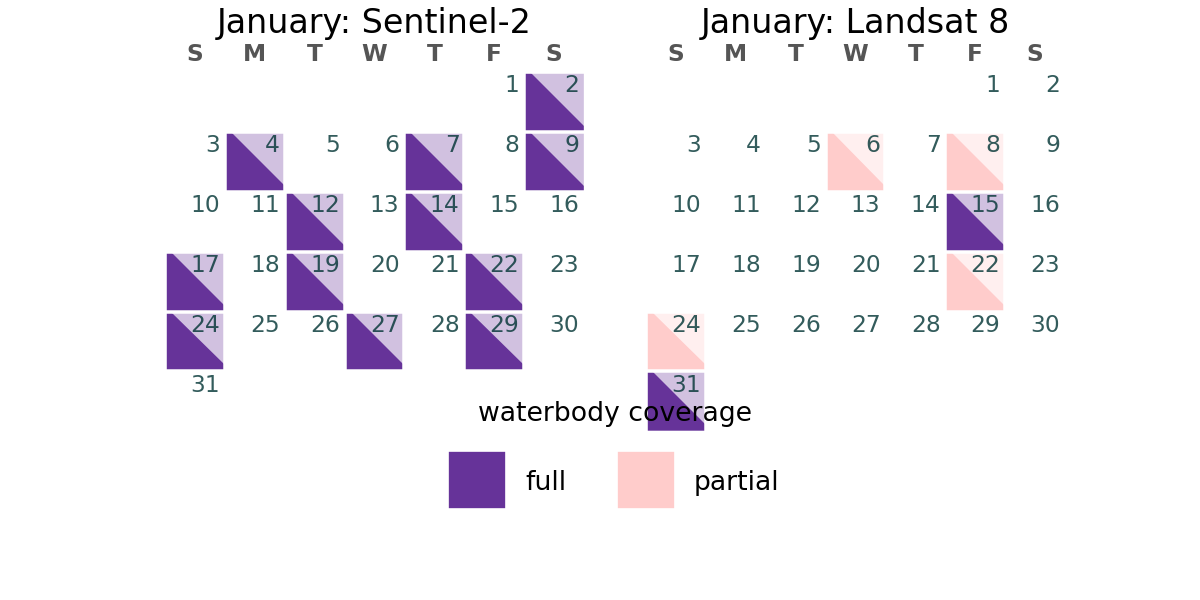 January: Sentinel-2
S M T W T F S
1 2
3 4 5 6 7 8 9
10 11 12 13 14 15 16
17 18 19 20 21 22 23
24 25 26 27 28 29 30
31
January: Landsat 8
S M T W T F S
1 2
3 4 5 6 7 8 9
10 11 12 13 14 15 16
17 18 19 20 21 22 23
24 25 26 27 28 29 30
31
waterbody coverage
full partial